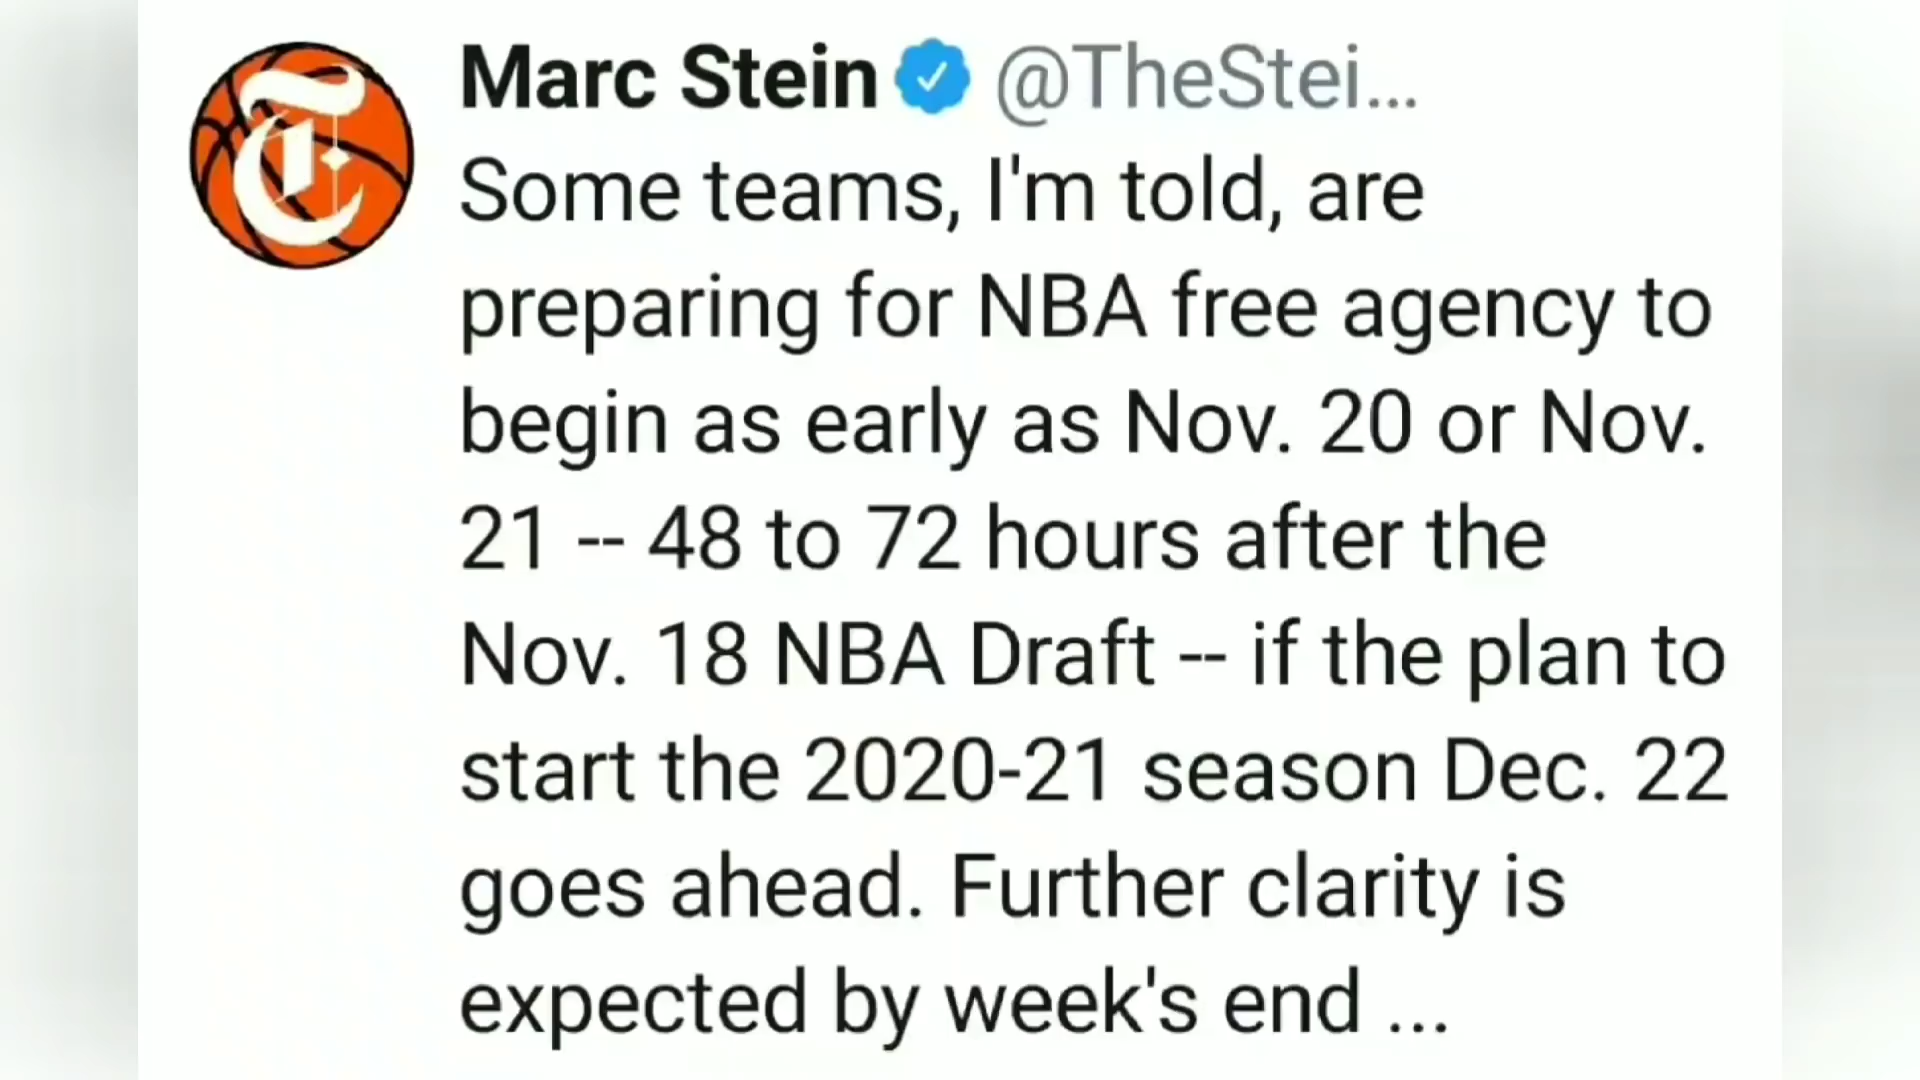 Marc Stein @TheStei...
Some teams, I'm told, are
preparing for NBA free agency to
begin as early as Nov. 20 or Nov.
21 -- 48 to 72 hours after the
Nov. 18 NBA Draft -- if the plan to
start the 2020-21 season Dec. 22
goes ahead. Further clarity is
expected by week's end ...